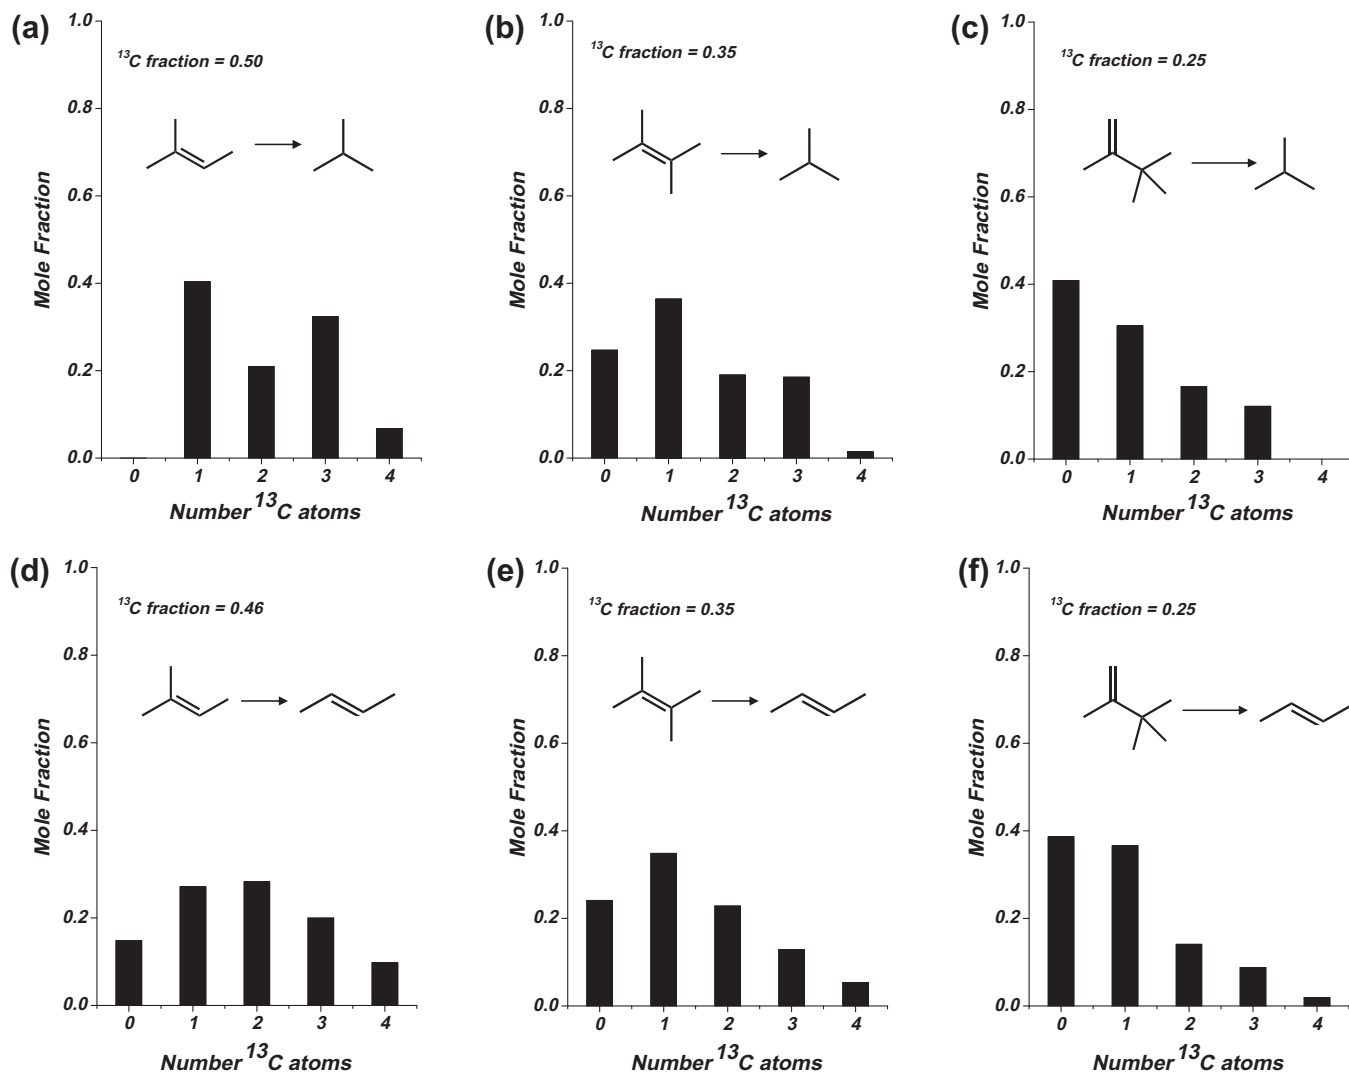 (a)
¹³C fraction = 0.50
1.0
0.8
0.6
0.4
0.2
0.0
Mole Fraction
0 1 2 3 4
Number ¹³C atoms
(b)
¹³C fraction = 0.35
1.0
0.8
0.6
0.4
0.2
0.0
Mole Fraction
0 1 2 3 4
Number ¹³C atoms
(c)
¹³C fraction = 0.25
1.0
0.8
0.6
0.4
0.2
0.0
Mole Fraction
0 1 2 3 4
Number ¹³C atoms
(d)
¹³C fraction = 0.46
1.0
0.8
0.6
0.4
0.2
0.0
Mole Fraction
0 1 2 3 4
Number ¹³C atoms
(e)
¹³C fraction = 0.35
1.0
0.8
0.6
0.4
0.2
0.0
Mole Fraction
0 1 2 3 4
Number ¹³C atoms
(f)
¹³C fraction = 0.25
1.0
0.8
0.6
0.4
0.2
0.0
Mole Fraction
0 1 2 3 4
Number ¹³C atoms